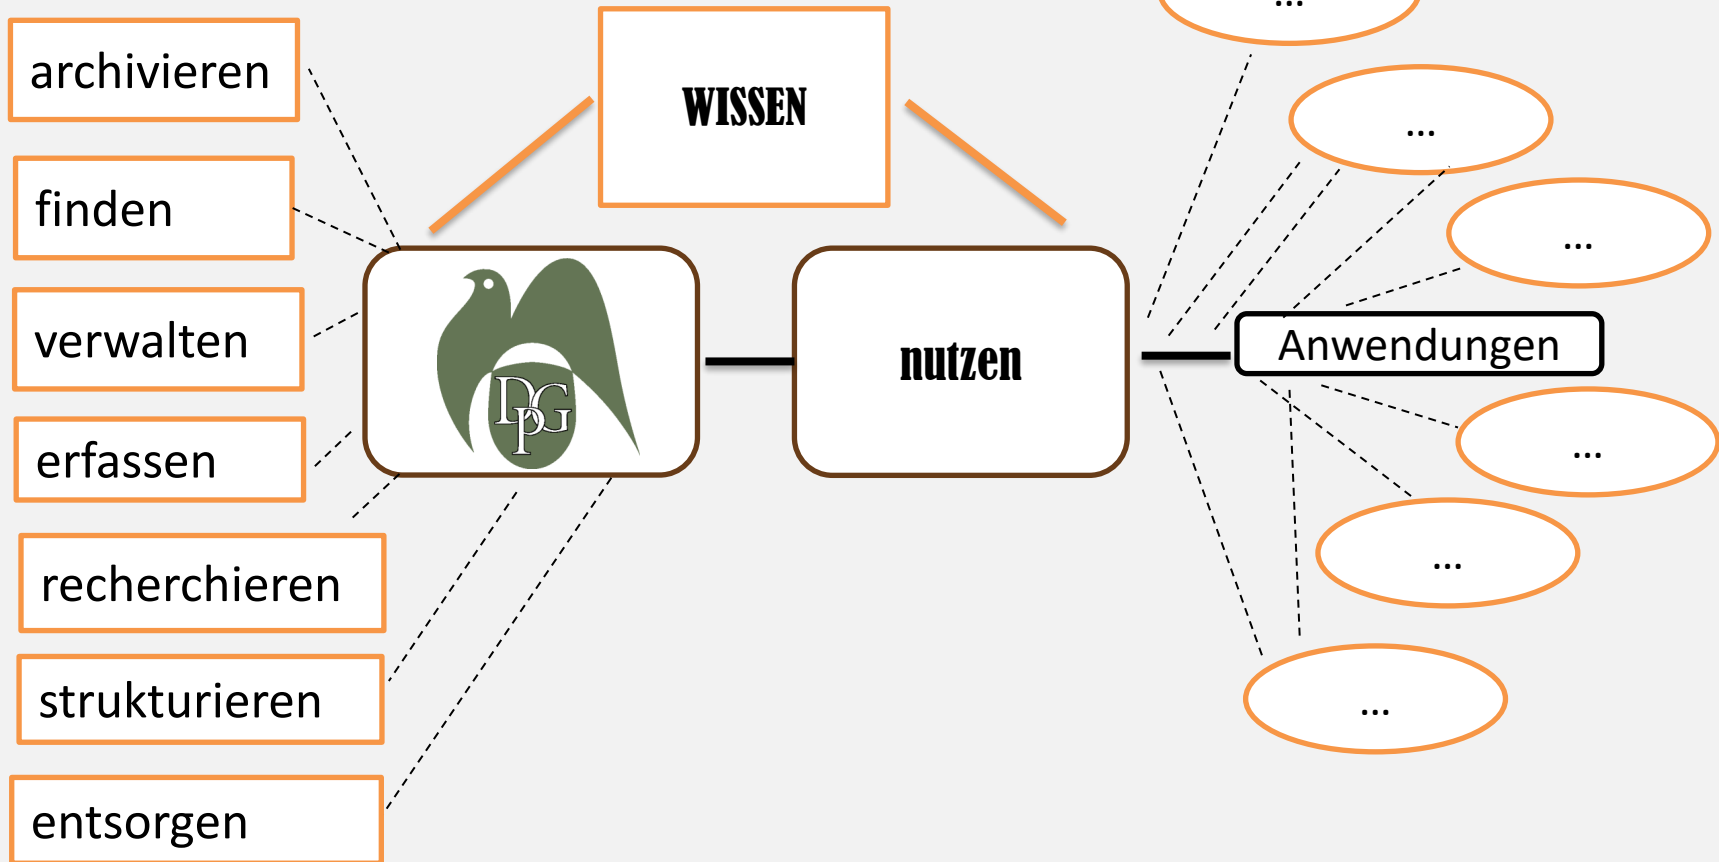 archivieren
finden
verwalten
erfassen
recherchieren
strukturieren
entsorgen
WISSEN
DPG
nutzen
Anwendungen
...
...
...
...
...
...